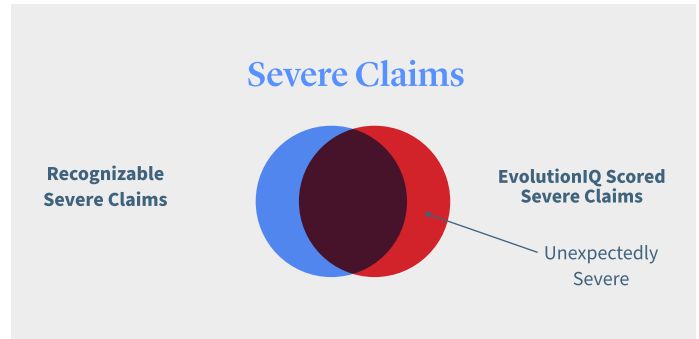 Severe Claims
Recognizable
Severe Claims
EvolutionIQ Scored
Severe Claims
Unexpectedly
Severe